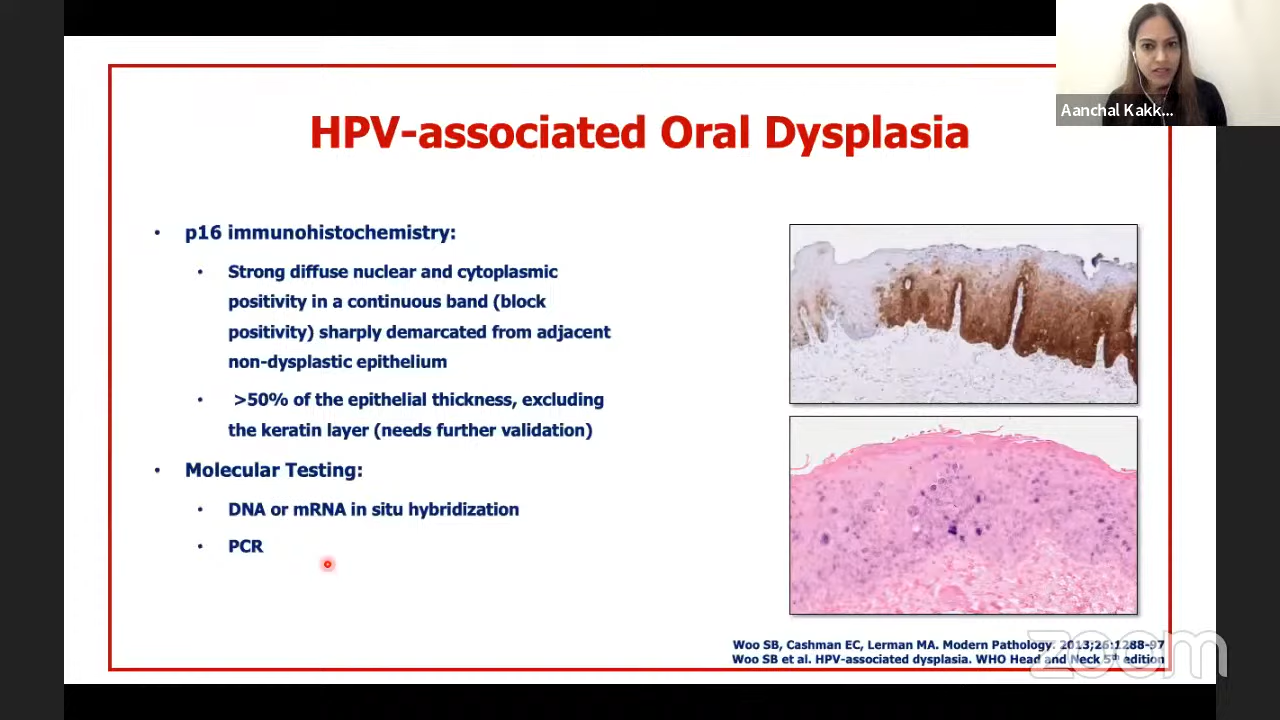 Aanchal Kakk...
HPV-associated Oral Dysplasia
• p16 immunohistochemistry:
• Strong diffuse nuclear and cytoplasmic
positivity in a continuous band (block
positivity) sharply demarcated from adjacent
non-dysplastic epithelium
• >50% of the epithelial thickness, excluding
the keratin layer (needs further validation)
• Molecular Testing:
• DNA or mRNA in situ hybridization
• PCR
Woo SB, Cashman EC, Lerman MA. Modern Pathology. 2013;26:1288-97
Woo SB et al. HPV-associated dysplasia. WHO Head and Neck 5th edition
zoom